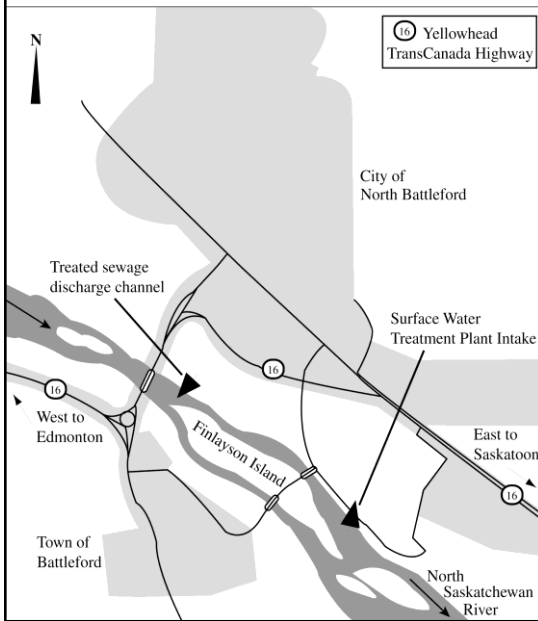 16 Yellowhead
TransCanada Highway
N
City of
North Battleford
Treated sewage
discharge channel
Surface Water
Treatment Plant Intake
16
16
West to
Edmonton
Finlayson Island
East to
Saskatoon
16
Town of
Battleford
North
Saskatchewan
River